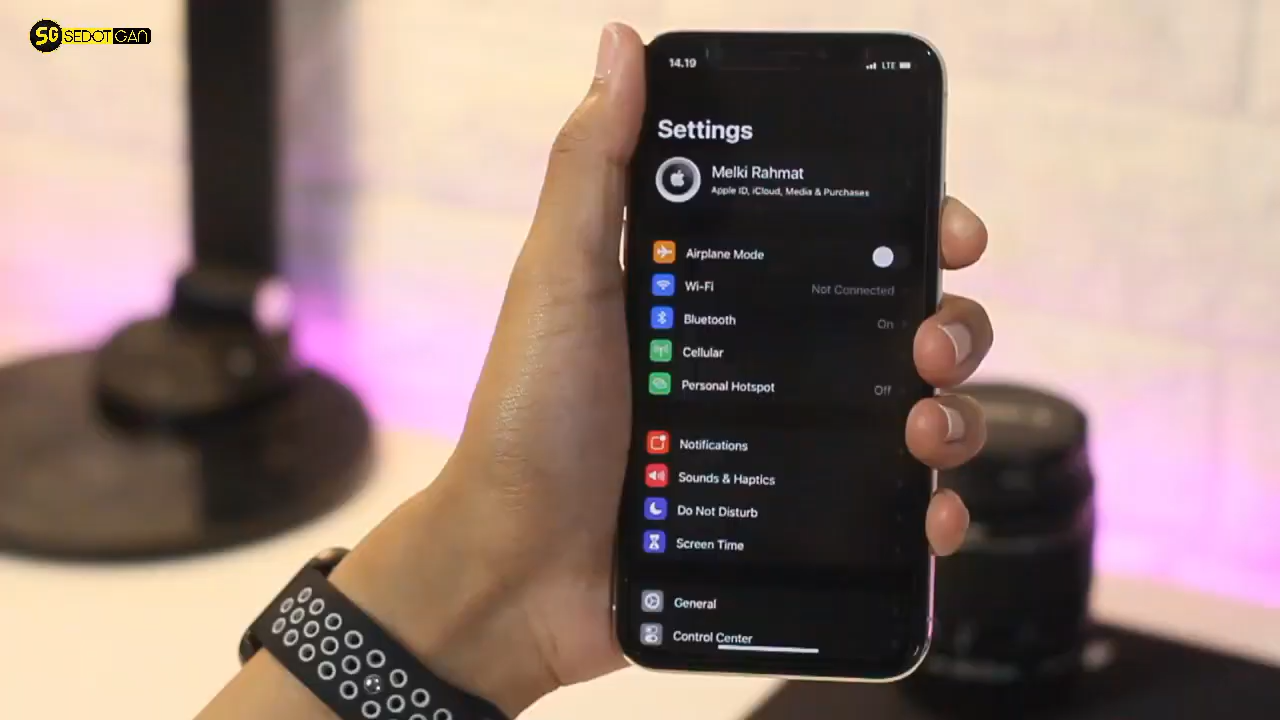 SG SEDOTGAN
14.19
LTE
Settings
Melki Rahmat
Apple ID, iCloud, Media & Purchases
Airplane Mode
Wi-Fi
Not Connected
Bluetooth
On
Cellular
Personal Hotspot
Off
Notifications
Sounds & Haptics
Do Not Disturb
Screen Time
General
Control Center